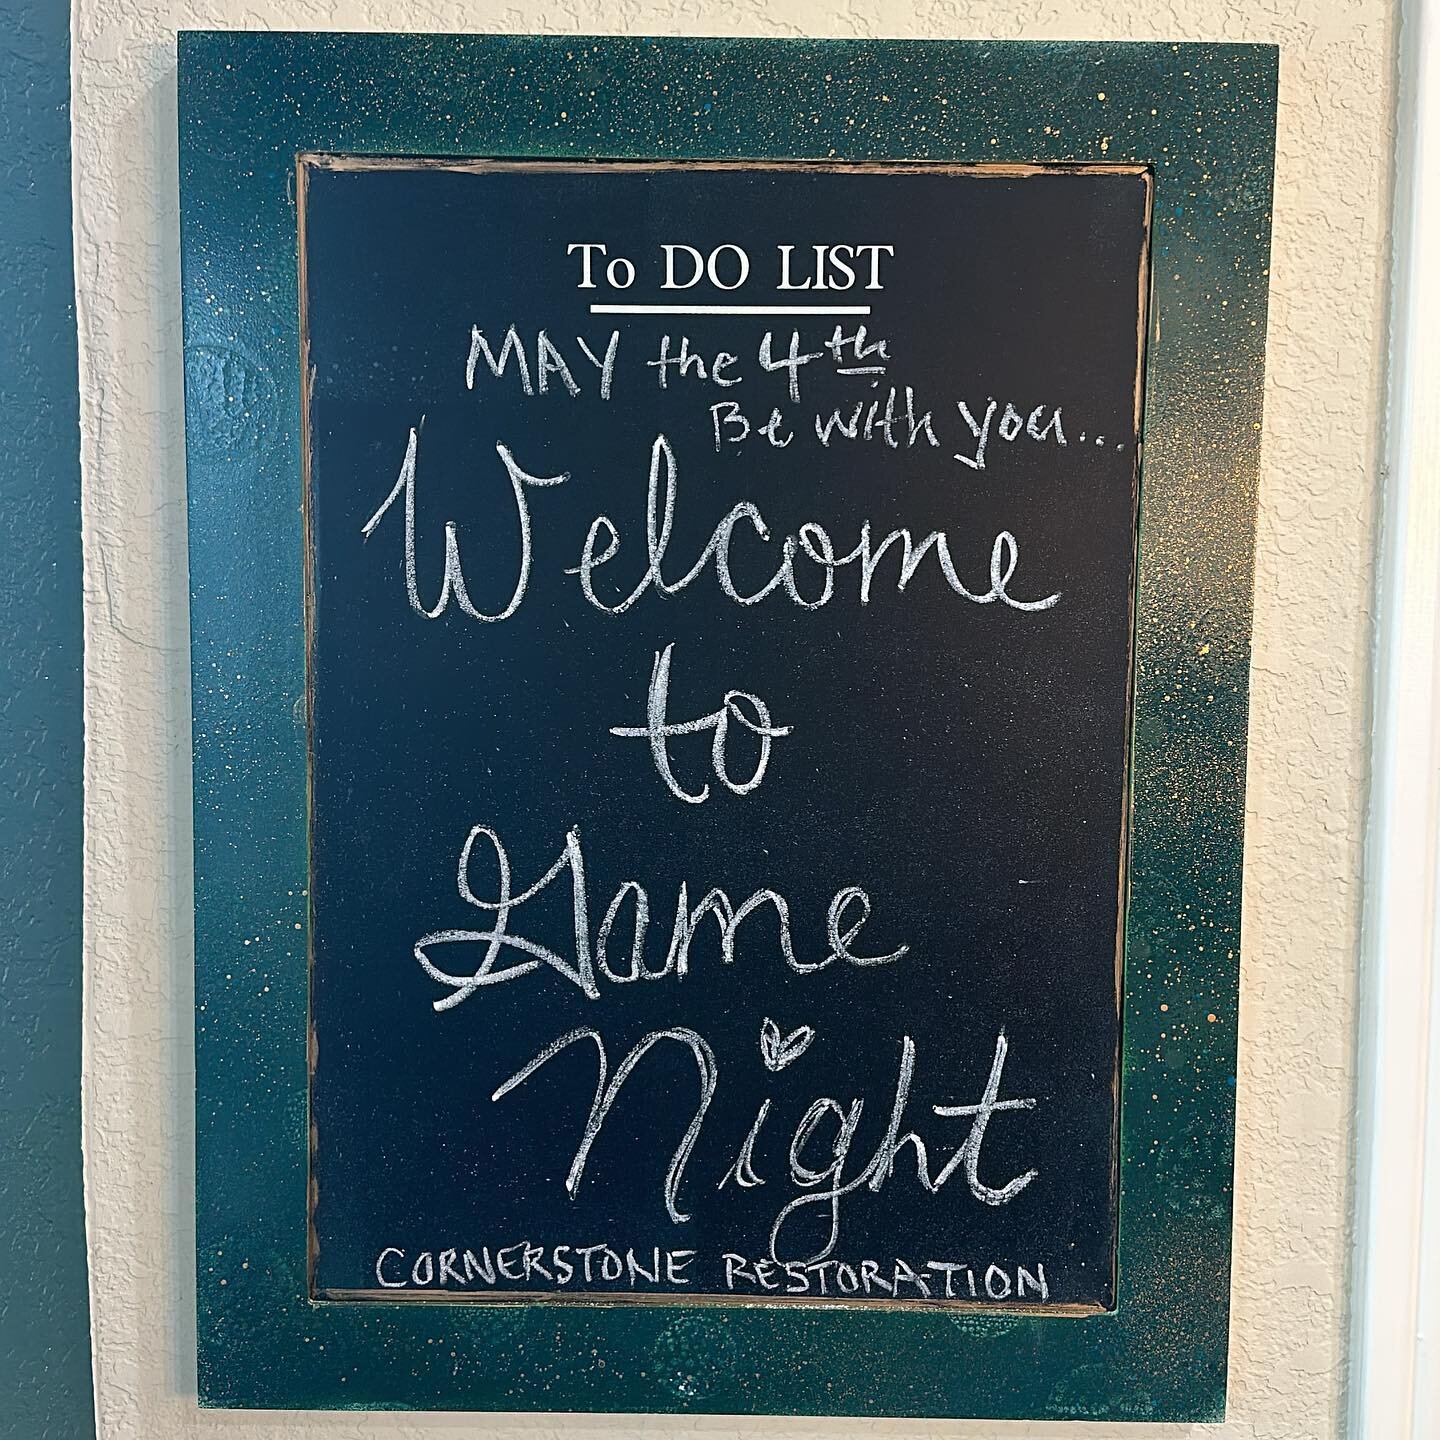 To DO LIST
MAY the 4th
Be with you...
Welcome
to
Game
Night
CORNERSTONE RESTORATION